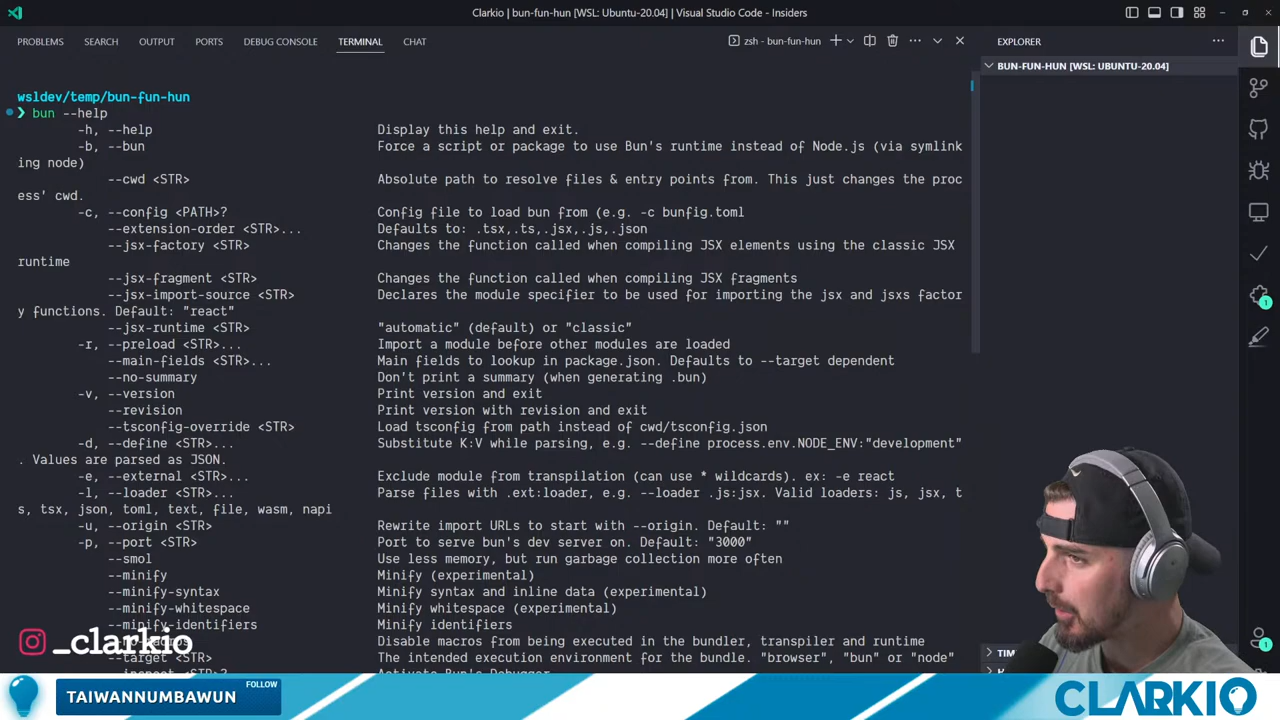 Clarkio | bun-fun-hun [WSL: Ubuntu-20.04] | Visual Studio Code - Insiders
PROBLEMS SEARCH OUTPUT PORTS DEBUG CONSOLE TERMINAL CHAT
zsh - bun-fun-hun
EXPLORER
BUN-FUN-HUN [WSL: UBUNTU-20.04]
wsldev/temp/bun-fun-hun
❯ bun --help
-h, --help Display this help and exit.
-b, --bun Force a script or package to use Bun's runtime instead of Node.js (via symlink
ing node)
--cwd <STR> Absolute path to resolve files & entry points from. This just changes the proc
ess' cwd.
-c, --config <PATH>? Config file to load bun from (e.g. -c bunfig.toml
--extension-order <STR>... Defaults to: .tsx,.ts,.jsx,.js,.json
--jsx-factory <STR> Changes the function called when compiling JSX elements using the classic JSX
runtime
--jsx-fragment <STR> Changes the function called when compiling JSX fragments
--jsx-import-source <STR> Declares the module specifier to be used for importing the jsx and jsxs factor
y functions. Default: "react"
--jsx-runtime <STR> "automatic" (default) or "classic"
-r, --preload <STR>... Import a module before other modules are loaded
--main-fields <STR>... Main fields to lookup in package.json. Defaults to --target dependent
--no-summary Don't print a summary (when generating .bun)
-v, --version Print version and exit
--revision Print version with revision and exit
--tsconfig-override <STR> Load tsconfig from path instead of cwd/tsconfig.json
-d, --define <STR>... Substitute K:V while parsing, e.g. --define process.env.NODE_ENV:"development"
. Values are parsed as JSON.
-e, --external <STR>... Exclude module from transpilation (can use * wildcards). ex: -e react
-l, --loader <STR>... Parse files with .ext:loader, e.g. --loader .js:jsx. Valid loaders: js, jsx, t
s, tsx, json, toml, text, file, wasm, napi
-u, --origin <STR> Rewrite import URLs to start with --origin. Default: ""
-p, --port <STR> Port to serve bun's dev server on. Default: "3000"
--smol Use less memory, but run garbage collection more often
--minify Minify (experimental)
--minify-syntax Minify syntax and inline data (experimental)
--minify-whitespace Minify whitespace (experimental)
--minify-identifiers Minify identifiers
Disable macros from being executed in the bundler, transpiler and runtime
--target <STR> The intended execution environment for the bundle. "browser", "bun" or "node"
_clarkio
1
1
FOLLOW
TAIWANNUMBAWUN
CLARKIO